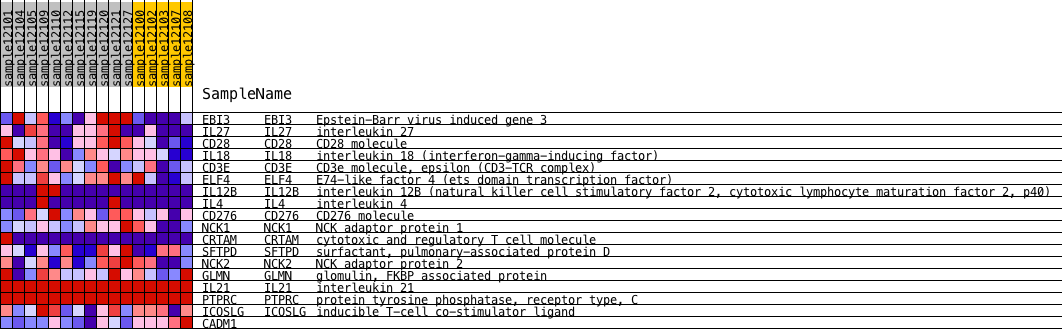 sample12101
sample12104
sample12105
sample12109
sample12110
sample12112
sample12115
sample12119
sample12120
sample12121
sample12127
sample12100
sample12102
sample12103
sample12107
sample12108
SampleName
EBI3 EBI3 Epstein-Barr virus induced gene 3
IL27 IL27 interleukin 27
CD28 CD28 CD28 molecule
IL18 IL18 interleukin 18 (interferon-gamma-inducing factor)
CD3E CD3E CD3e molecule, epsilon (CD3-TCR complex)
ELF4 ELF4 E74-like factor 4 (ets domain transcription factor)
IL12B IL12B interleukin 12B (natural killer cell stimulatory factor 2, cytotoxic lymphocyte maturation factor 2, p40)
IL4 IL4 interleukin 4
CD276 CD276 CD276 molecule
NCK1 NCK1 NCK adaptor protein 1
CRTAM CRTAM cytotoxic and regulatory T cell molecule
SFTPD SFTPD surfactant, pulmonary-associated protein D
NCK2 NCK2 NCK adaptor protein 2
GLMN GLMN glomulin, FKBP associated protein
IL21 IL21 interleukin 21
PTPRC PTPRC protein tyrosine phosphatase, receptor type, C
ICOSLG ICOSLG inducible T-cell co-stimulator ligand
CADM1